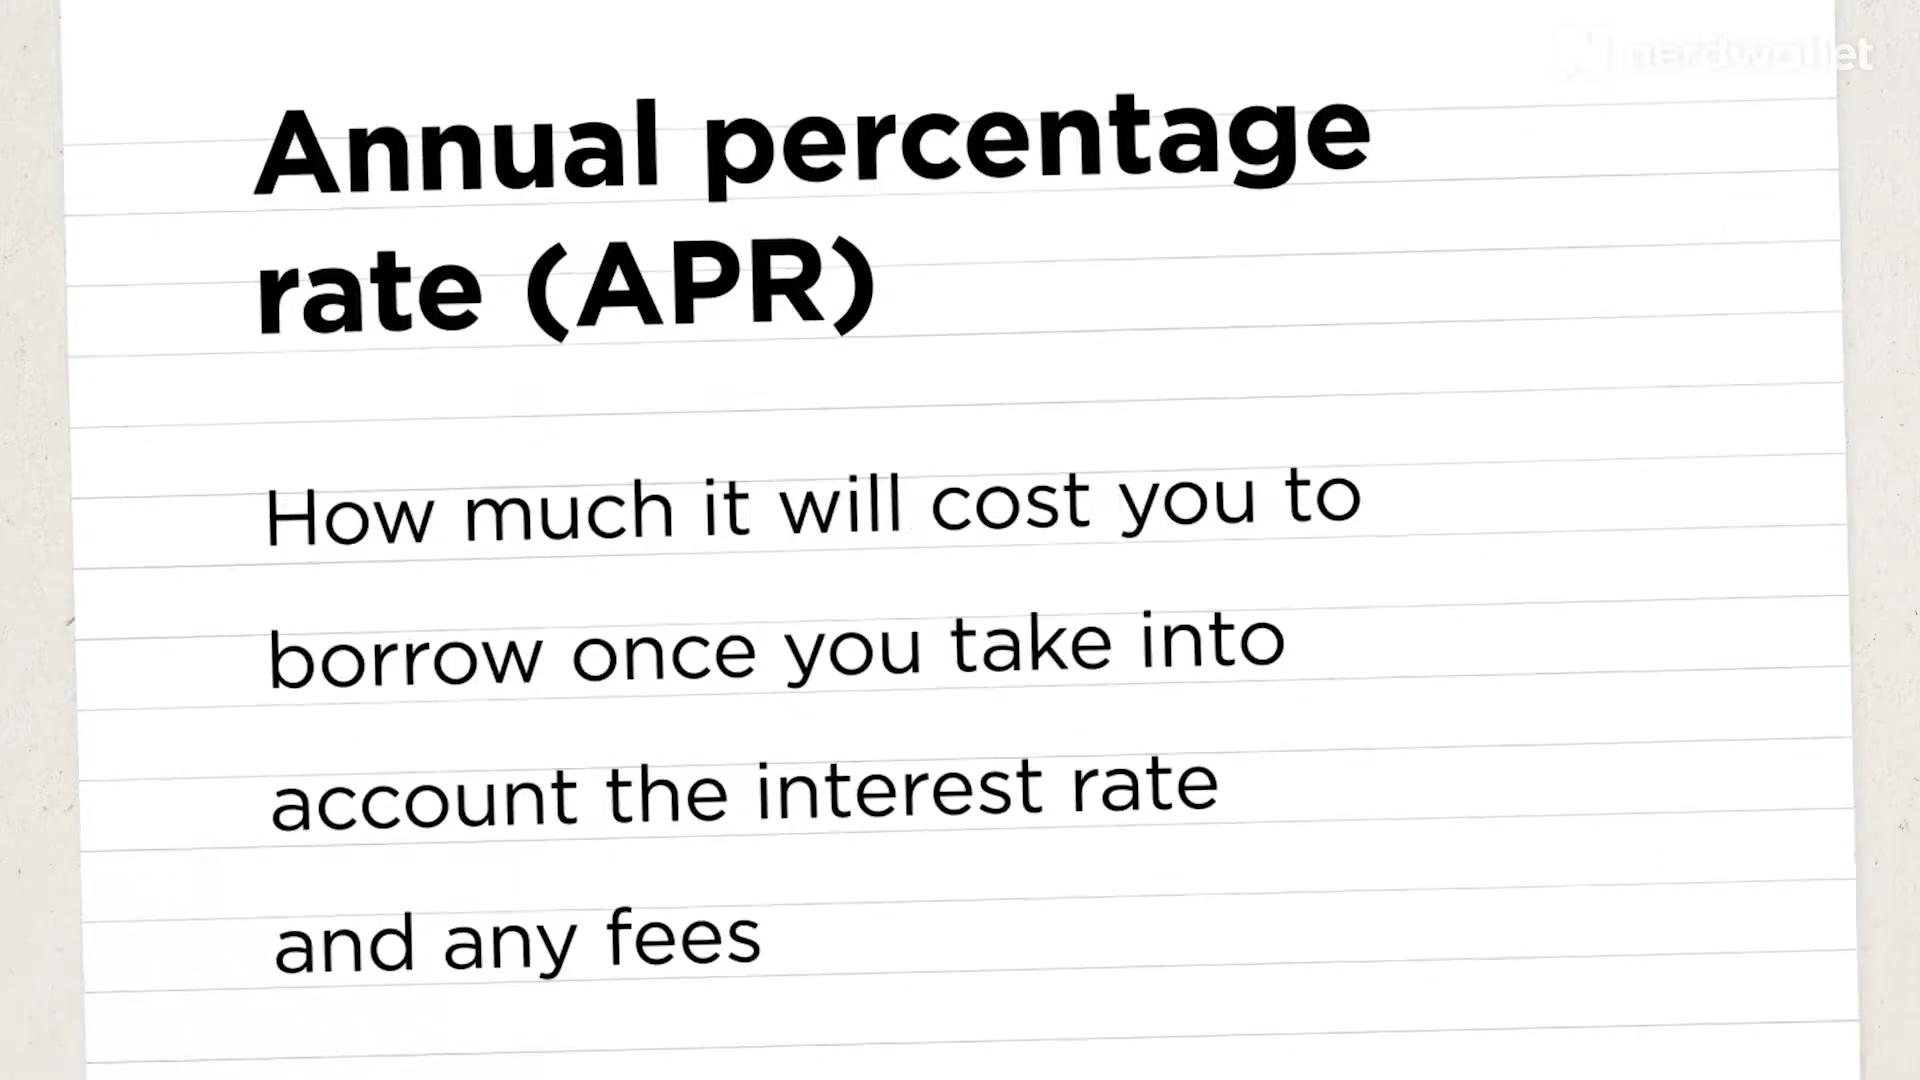 nerdwallet
Annual percentage
rate (APR)
How much it will cost you to
borrow once you take into
account the interest rate
and any fees